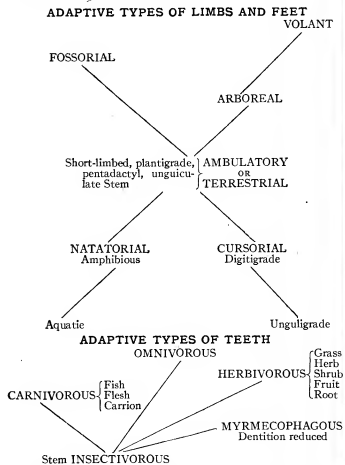 ADAPTIVE TYPES OF LIMBS AND FEET
VOLANT
FOSSORIAL
ARBOREAL
Short-limbed, plantigrade,
pentadactyl, unguicu-
late Stem
AMBULATORY
OR
TERRESTRIAL
NATATORIAL
Amphibious
CURSORIAL
Digitigrade
Aquatic
Unguligrade
ADAPTIVE TYPES OF TEETH
OMNIVOROUS
HERBIVOROUS
Grass
Herb
Shrub
Fruit
Root
CARNIVOROUS
Fish
Flesh
Carrion
MYRMECOPHAGOUS
Dentition reduced
Stem INSECTIVOROUS